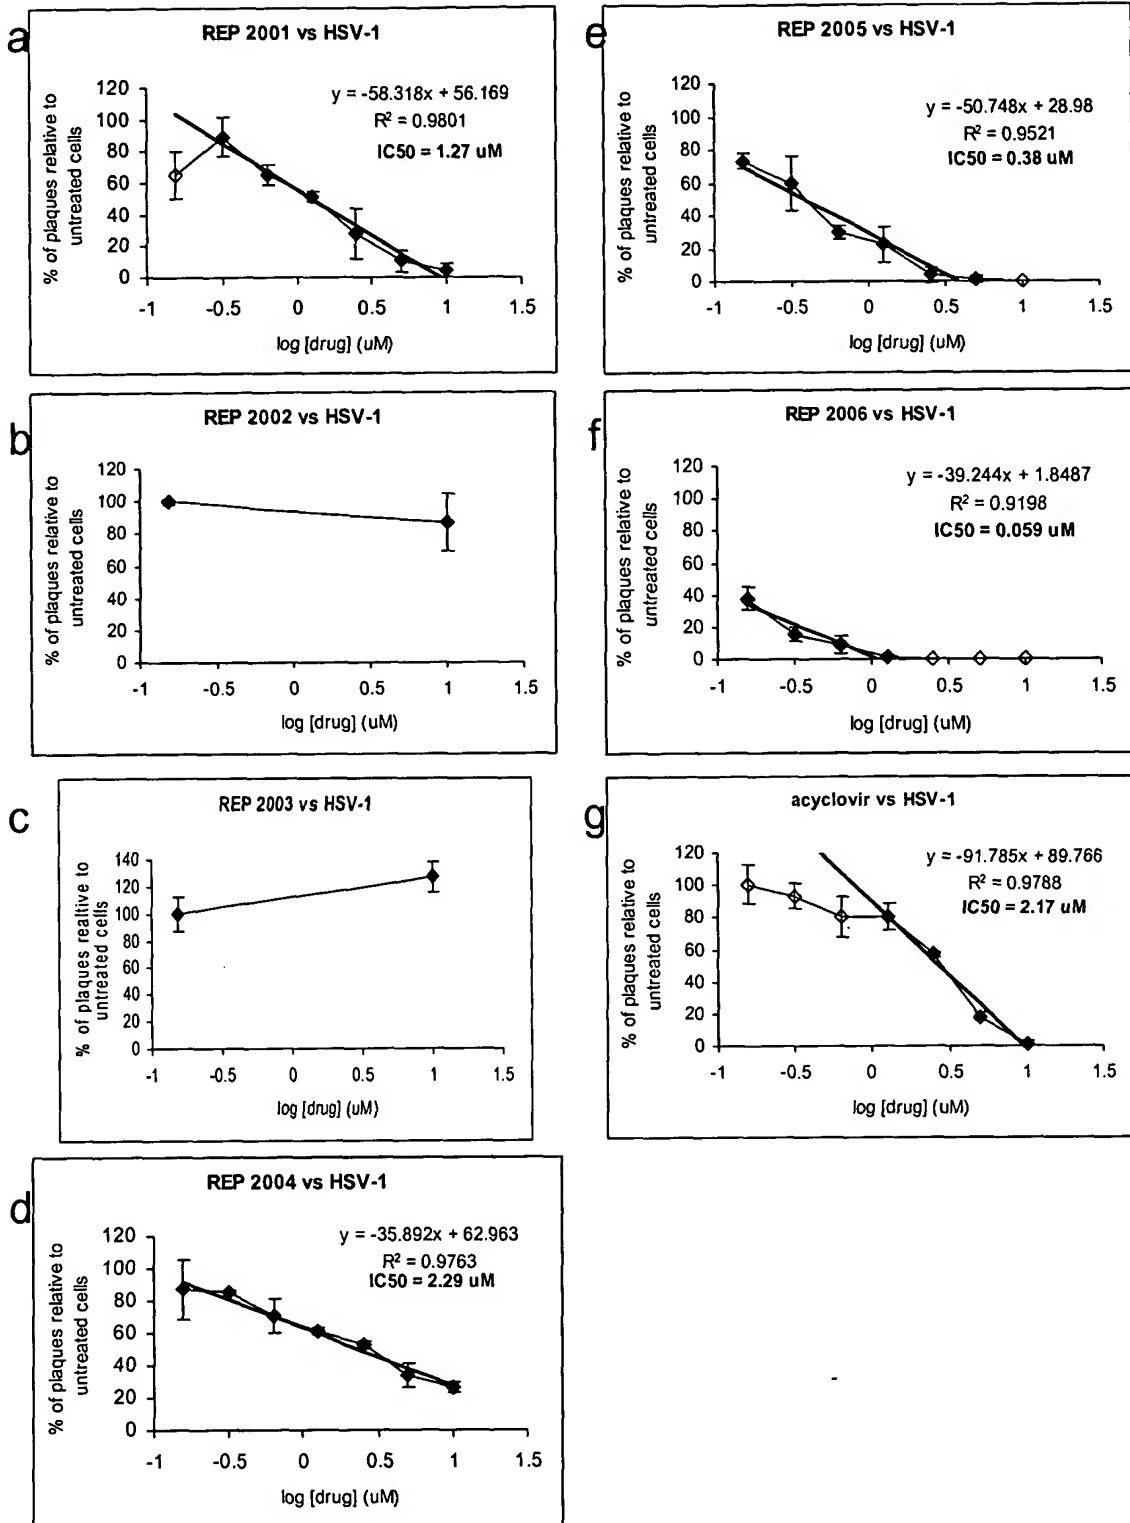 a
REP 2001 vs HSV-1
y = -58.318x + 56.169
R² = 0.9801
IC50 = 1.27 uM
% of plaques relative to
untreated cells
120
100
80
60
40
20
0
-1
-0.5
0
0.5
1
1.5
log [drug] (uM)
b
REP 2002 vs HSV-1
% of plaques relative to
untreated cells
120
100
80
60
40
20
0
-1
-0.5
0
0.5
1
1.5
log [drug] (uM)
c
REP 2003 vs HSV-1
% of plaques realtive to
untreated cells
140
120
100
80
60
40
20
0
-1
-0.5
0
0.5
1
1.5
log [drug] (uM)
d
REP 2004 vs HSV-1
y = -35.892x + 62.963
R² = 0.9763
IC50 = 2.29 uM
% of plaques relative to
untreated cells
120
100
80
60
40
20
0
-1
-0.5
0
0.5
1
1.5
log [drug] (uM)
e
REP 2005 vs HSV-1
y = -50.748x + 28.98
R² = 0.9521
IC50 = 0.38 uM
% of plaques relative to
untreated cells
120
100
80
60
40
20
0
-1
-0.5
0
0.5
1
1.5
log [drug] (uM)
f
REP 2006 vs HSV-1
y = -39.244x + 1.8487
R² = 0.9198
IC50 = 0.059 uM
% of plaques relative to
untreated cells
120
100
80
60
40
20
0
-1
-0.5
0
0.5
1
1.5
log [drug] (uM)
g
acyclovir vs HSV-1
y = -91.785x + 89.766
R² = 0.9788
IC50 = 2.17 uM
% of plaques relative to
untreated cells
120
100
80
60
40
20
0
-1
-0.5
0
0.5
1
1.5
log [drug] (uM)